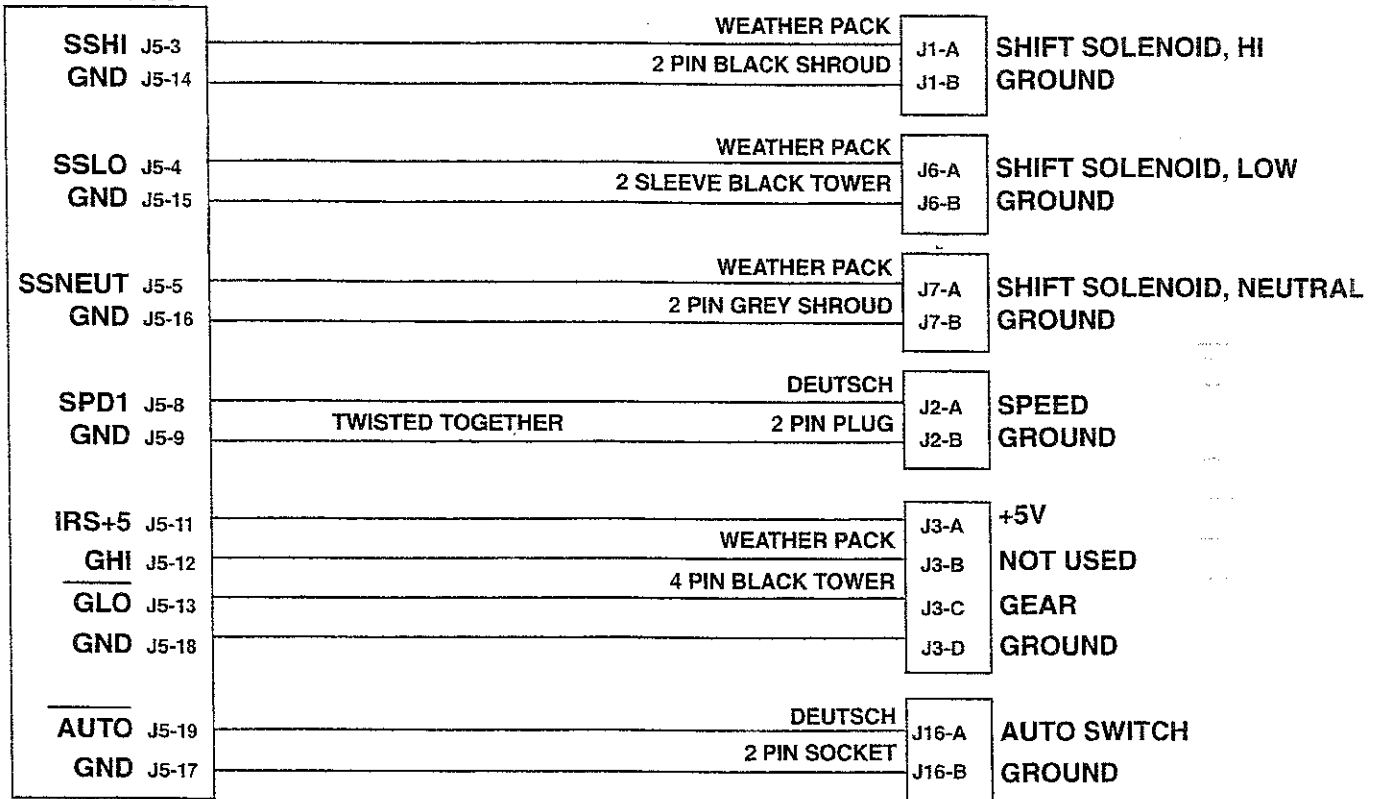 WEATHER PACK
SSHI J5-3 J1-A SHIFT SOLENOID, HI
2 PIN BLACK SHROUD
GND J5-14 J1-B GROUND
WEATHER PACK
SSLO J5-4 J6-A SHIFT SOLENOID, LOW
2 SLEEVE BLACK TOWER
GND J5-15 J6-B GROUND
WEATHER PACK
SSNEUT J5-5 J7-A SHIFT SOLENOID, NEUTRAL
2 PIN GREY SHROUD
GND J5-16 J7-B GROUND
DEUTSCH
SPD1 J5-8 J2-A SPEED
TWISTED TOGETHER 2 PIN PLUG
GND J5-9 J2-B GROUND
IRS+5 J5-11 J3-A +5V
WEATHER PACK
GHI J5-12 J3-B NOT USED
4 PIN BLACK TOWER
GLO J5-13 J3-C GEAR
GND J5-18 J3-D GROUND
DEUTSCH
AUTO J5-19 J16-A AUTO SWITCH
2 PIN SOCKET
GND J5-17 J16-B GROUND